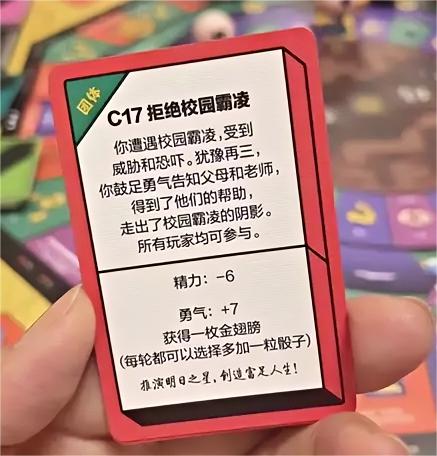 团体
C17 拒绝校园霸凌
你遭遇校园霸凌,受到
威胁和恐吓。犹豫再三,
你鼓足勇气告知父母和老师,
得到了他们的帮助,
走出了校园霸凌的阴影。
所有玩家均可参与。
精力: -6
勇气: +7
获得一枚金翅膀
(每轮都可以选择多加一粒骰子)
推演明日之星,创造富足人生!